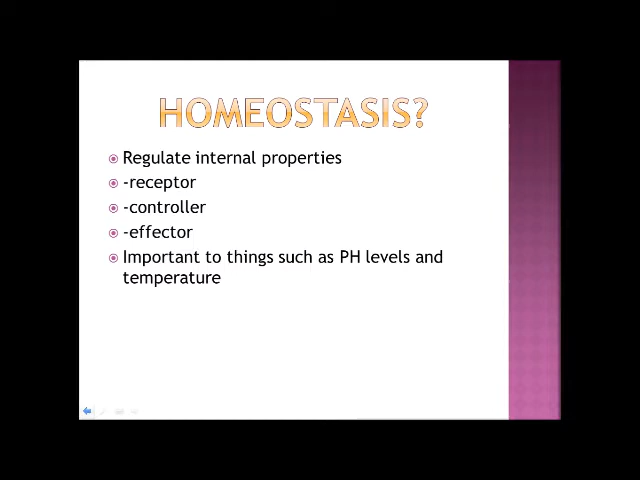 HOMEOSTASIS?
Regulate internal properties
-receptor
-controller
-effector
Important to things such as PH levels and
temperature